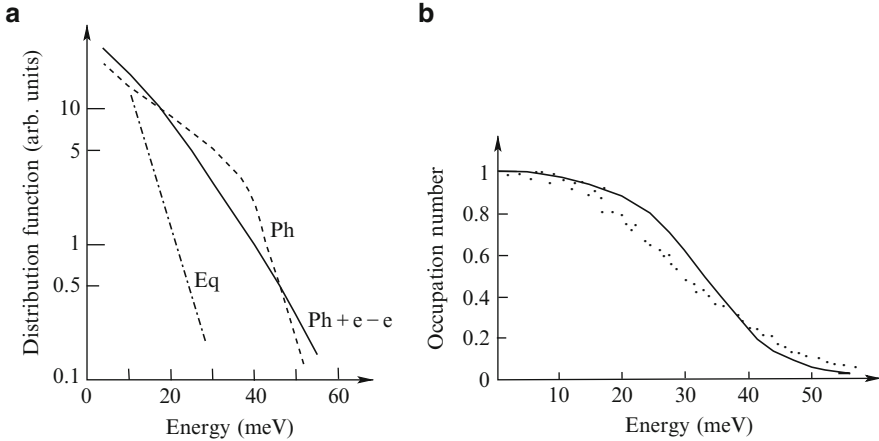 a
Distribution function (arb. units)
10
5
1
0.5
0.1
0
20
40
60
Energy (meV)
Ph
Eq
Ph + e – e
b
Occupation number
1
0.8
0.6
0.4
0.2
0
10
20
30
40
50
Energy (meV)